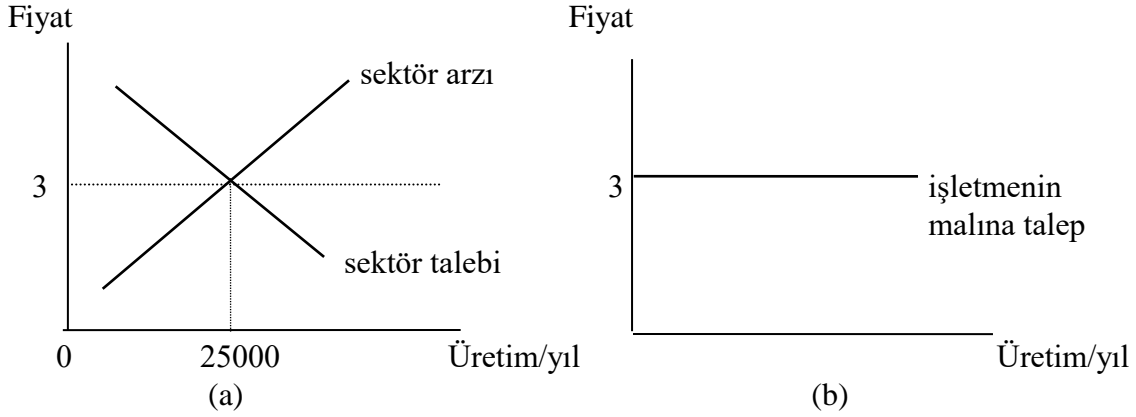 Fiyat
sektör arzı
3
sektör talebi
0
25000
Üretim/yıl
(a)
Fiyat
3
işletmenin
malına talep
Üretim/yıl
(b)